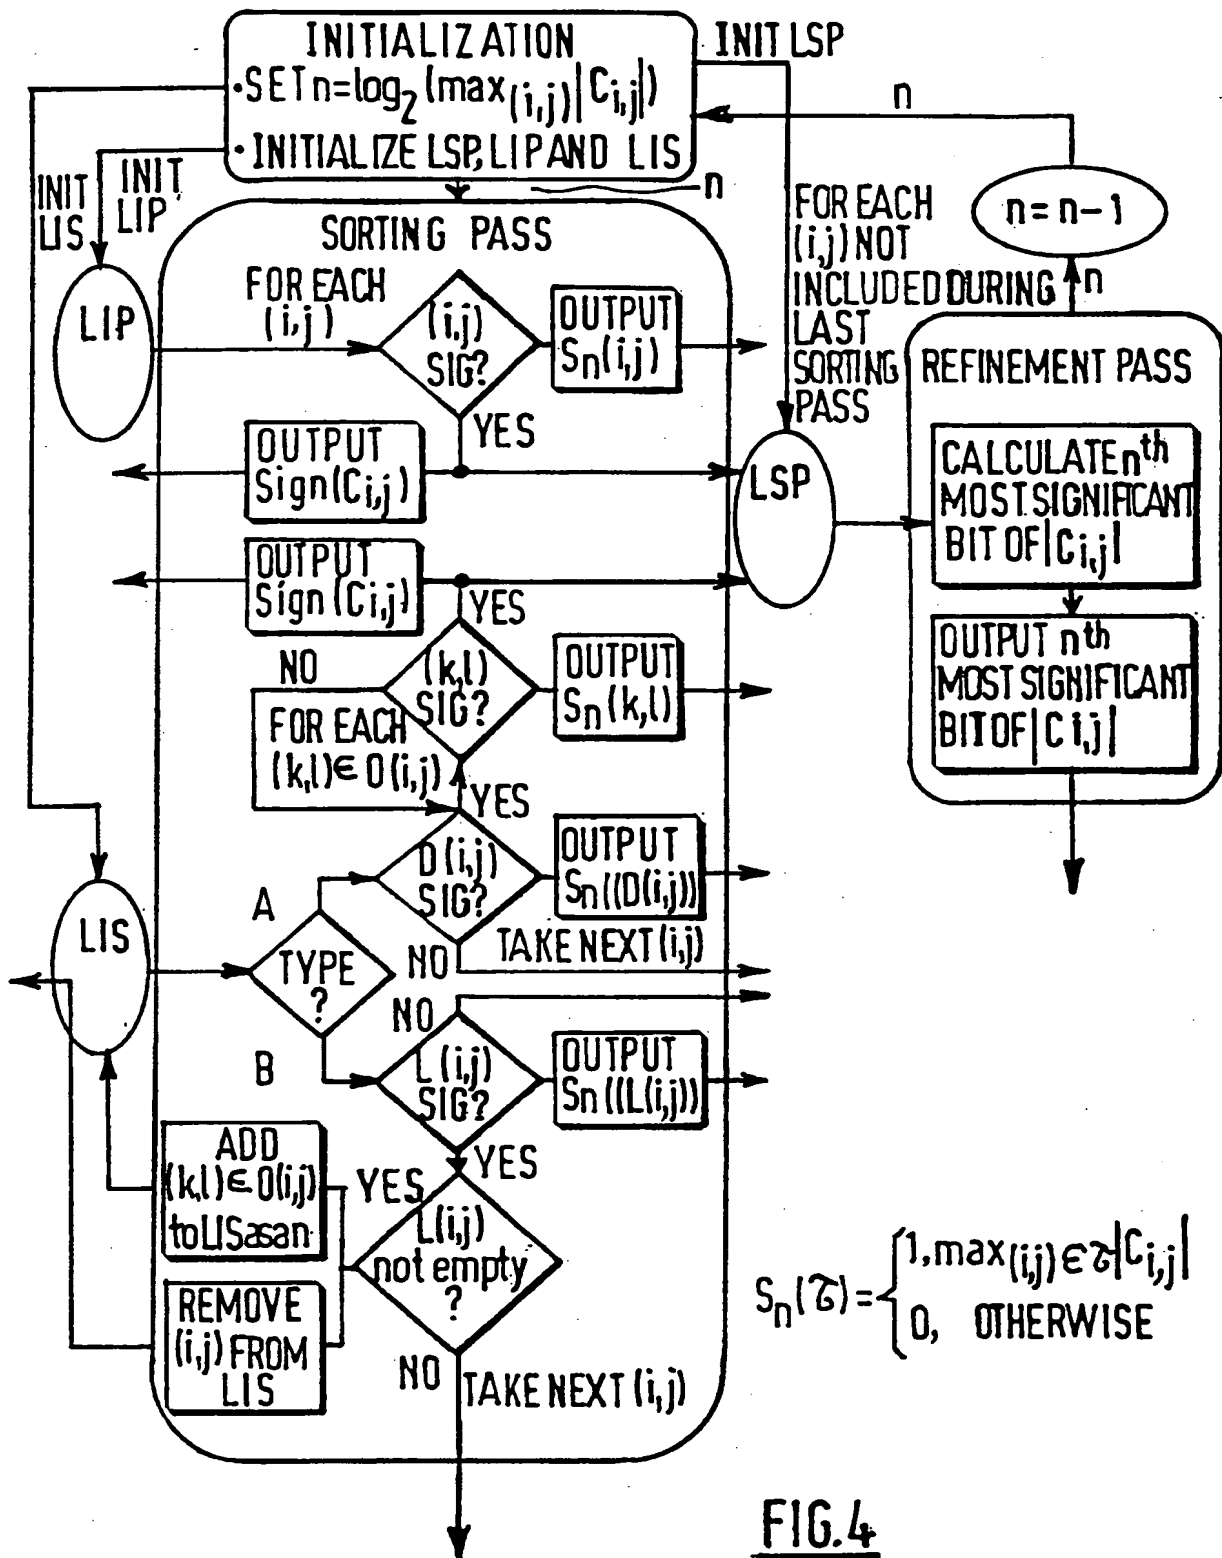 INITIALIZATION
•SET n=log2(max(i,j)|Ci,j|)
•INITIALIZE LSP,LIP AND LIS
INIT LSP
n
INIT
LIS
INIT
LIP
n
n=n-1
n
FOR EACH
(i,j) NOT
INCLUDED DURING
LAST
SORTING
PASS
SORTING PASS
LIP
FOR EACH
(i,j)
(i,j)
SIG?
OUTPUT
Sn(i,j)
YES
OUTPUT
Sign(Ci,j)
LSP
REFINEMENT PASS
CALCULATE nth
MOST SIGNIFICANT
BIT OF |Ci,j|
OUTPUT nth
MOST SIGNIFICANT
BIT OF |Ci,j|
OUTPUT
Sign(Ci,j)
YES
NO
(k,l)
SIG?
OUTPUT
Sn(k,l)
FOR EACH
(k,l)∈O(i,j)
YES
D(i,j)
SIG?
OUTPUT
Sn((D(i,j))
A
LIS
TYPE
?
NO
TAKE NEXT (i,j)
NO
B
L(i,j)
SIG?
OUTPUT
Sn((L(i,j))
YES
ADD
(k,l)∈O(i,j)
to LIS as an
YES
L(i,j)
not empty
?
REMOVE
(i,j) FROM
LIS
NO
TAKE NEXT (i,j)
Sn(τ)={1,max(i,j)∈τ|Ci,j|
0, OTHERWISE
FIG.4